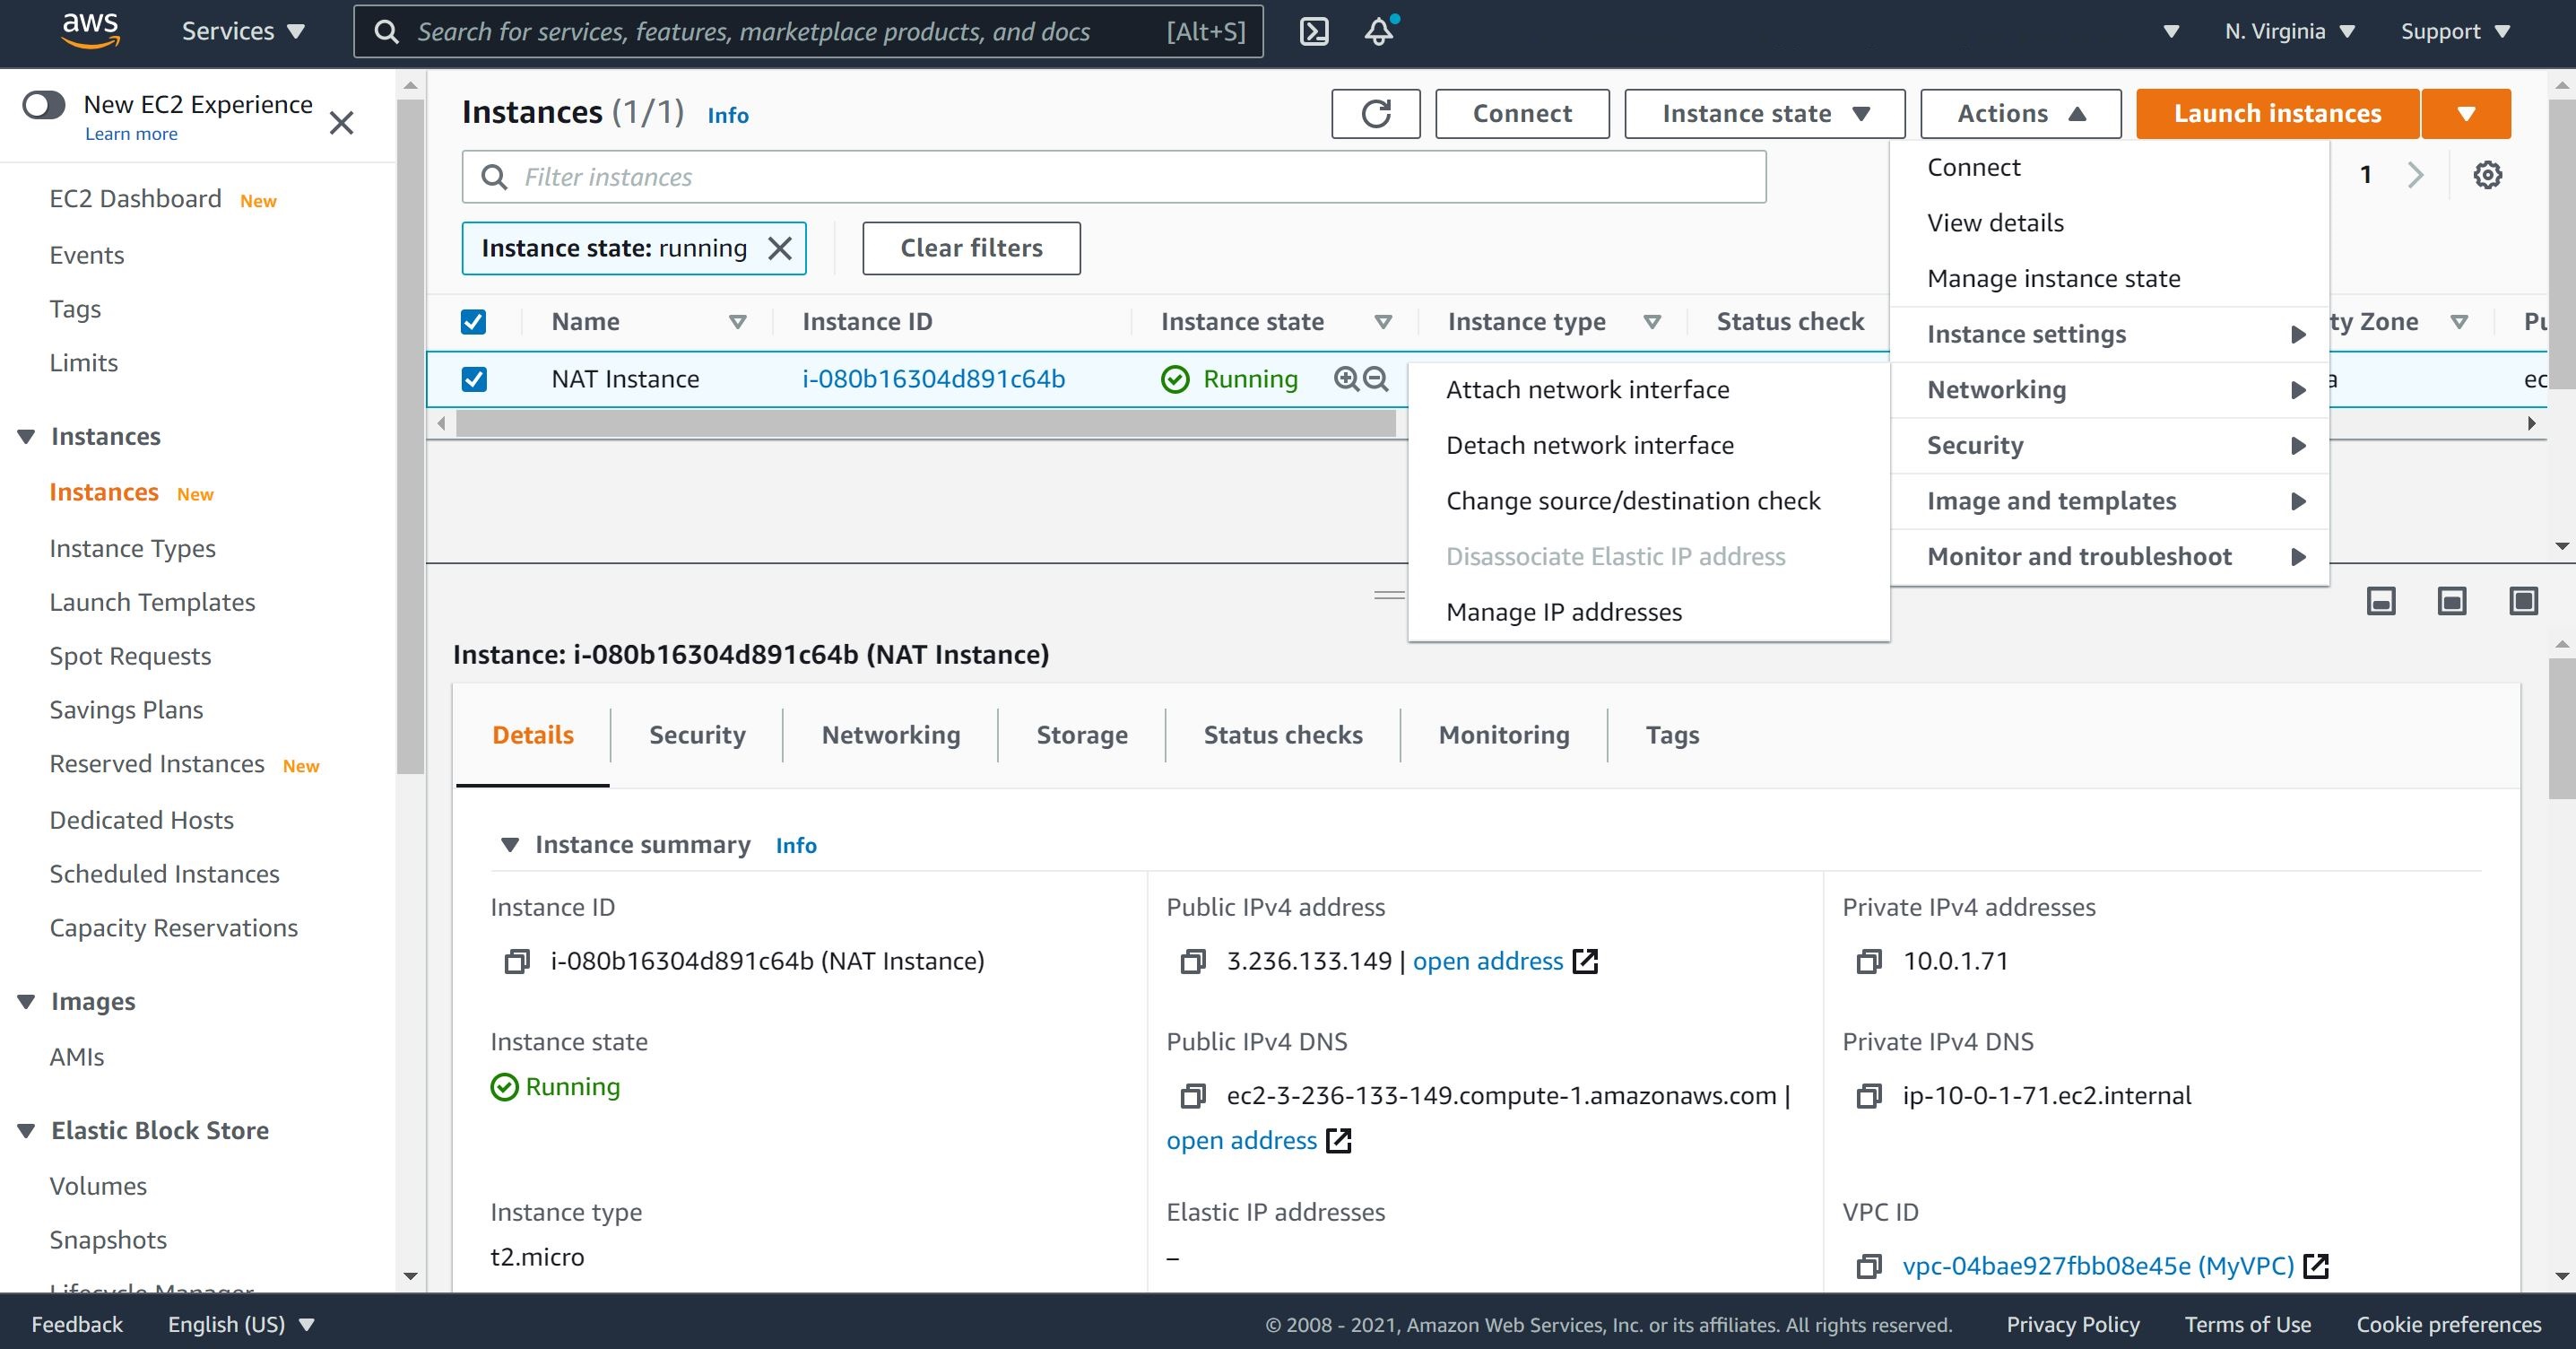 aws Services Search for services, features, marketplace products, and docs [Alt+S] N. Virginia Support
New EC2 Experience
Learn more
EC2 Dashboard New
Events
Tags
Limits
Instances
Instances New
Instance Types
Launch Templates
Spot Requests
Savings Plans
Reserved Instances New
Dedicated Hosts
Scheduled Instances
Capacity Reservations
Images
AMIs
Elastic Block Store
Volumes
Snapshots
Lifecycle Manager
Instances (1/1) Info
Connect Instance state Actions Launch instances
Filter instances
1
Instance state: running Clear filters
Name Instance ID Instance state Instance type Status check ty Zone
NAT Instance i-080b16304d891c64b Running
Connect
View details
Manage instance state
Instance settings
Networking
Security
Image and templates
Monitor and troubleshoot
Attach network interface
Detach network interface
Change source/destination check
Disassociate Elastic IP address
Manage IP addresses
Instance: i-080b16304d891c64b (NAT Instance)
Details Security Networking Storage Status checks Monitoring Tags
Instance summary Info
Instance ID
i-080b16304d891c64b (NAT Instance)
Public IPv4 address
3.236.133.149 | open address
Private IPv4 addresses
10.0.1.71
Instance state
Running
Public IPv4 DNS
ec2-3-236-133-149.compute-1.amazonaws.com |
open address
Private IPv4 DNS
ip-10-0-1-71.ec2.internal
Instance type
t2.micro
Elastic IP addresses
–
VPC ID
vpc-04bae927fbb08e45e (MyVPC)
Feedback English (US) © 2008 - 2021, Amazon Web Services, Inc. or its affiliates. All rights reserved. Privacy Policy Terms of Use Cookie preferences